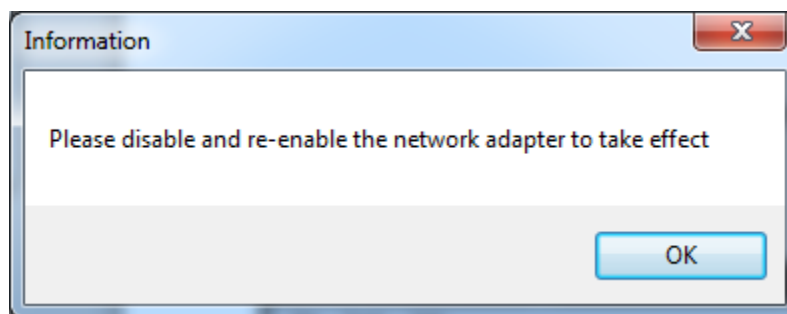 Information
Please disable and re-enable the network adapter to take effect
OK